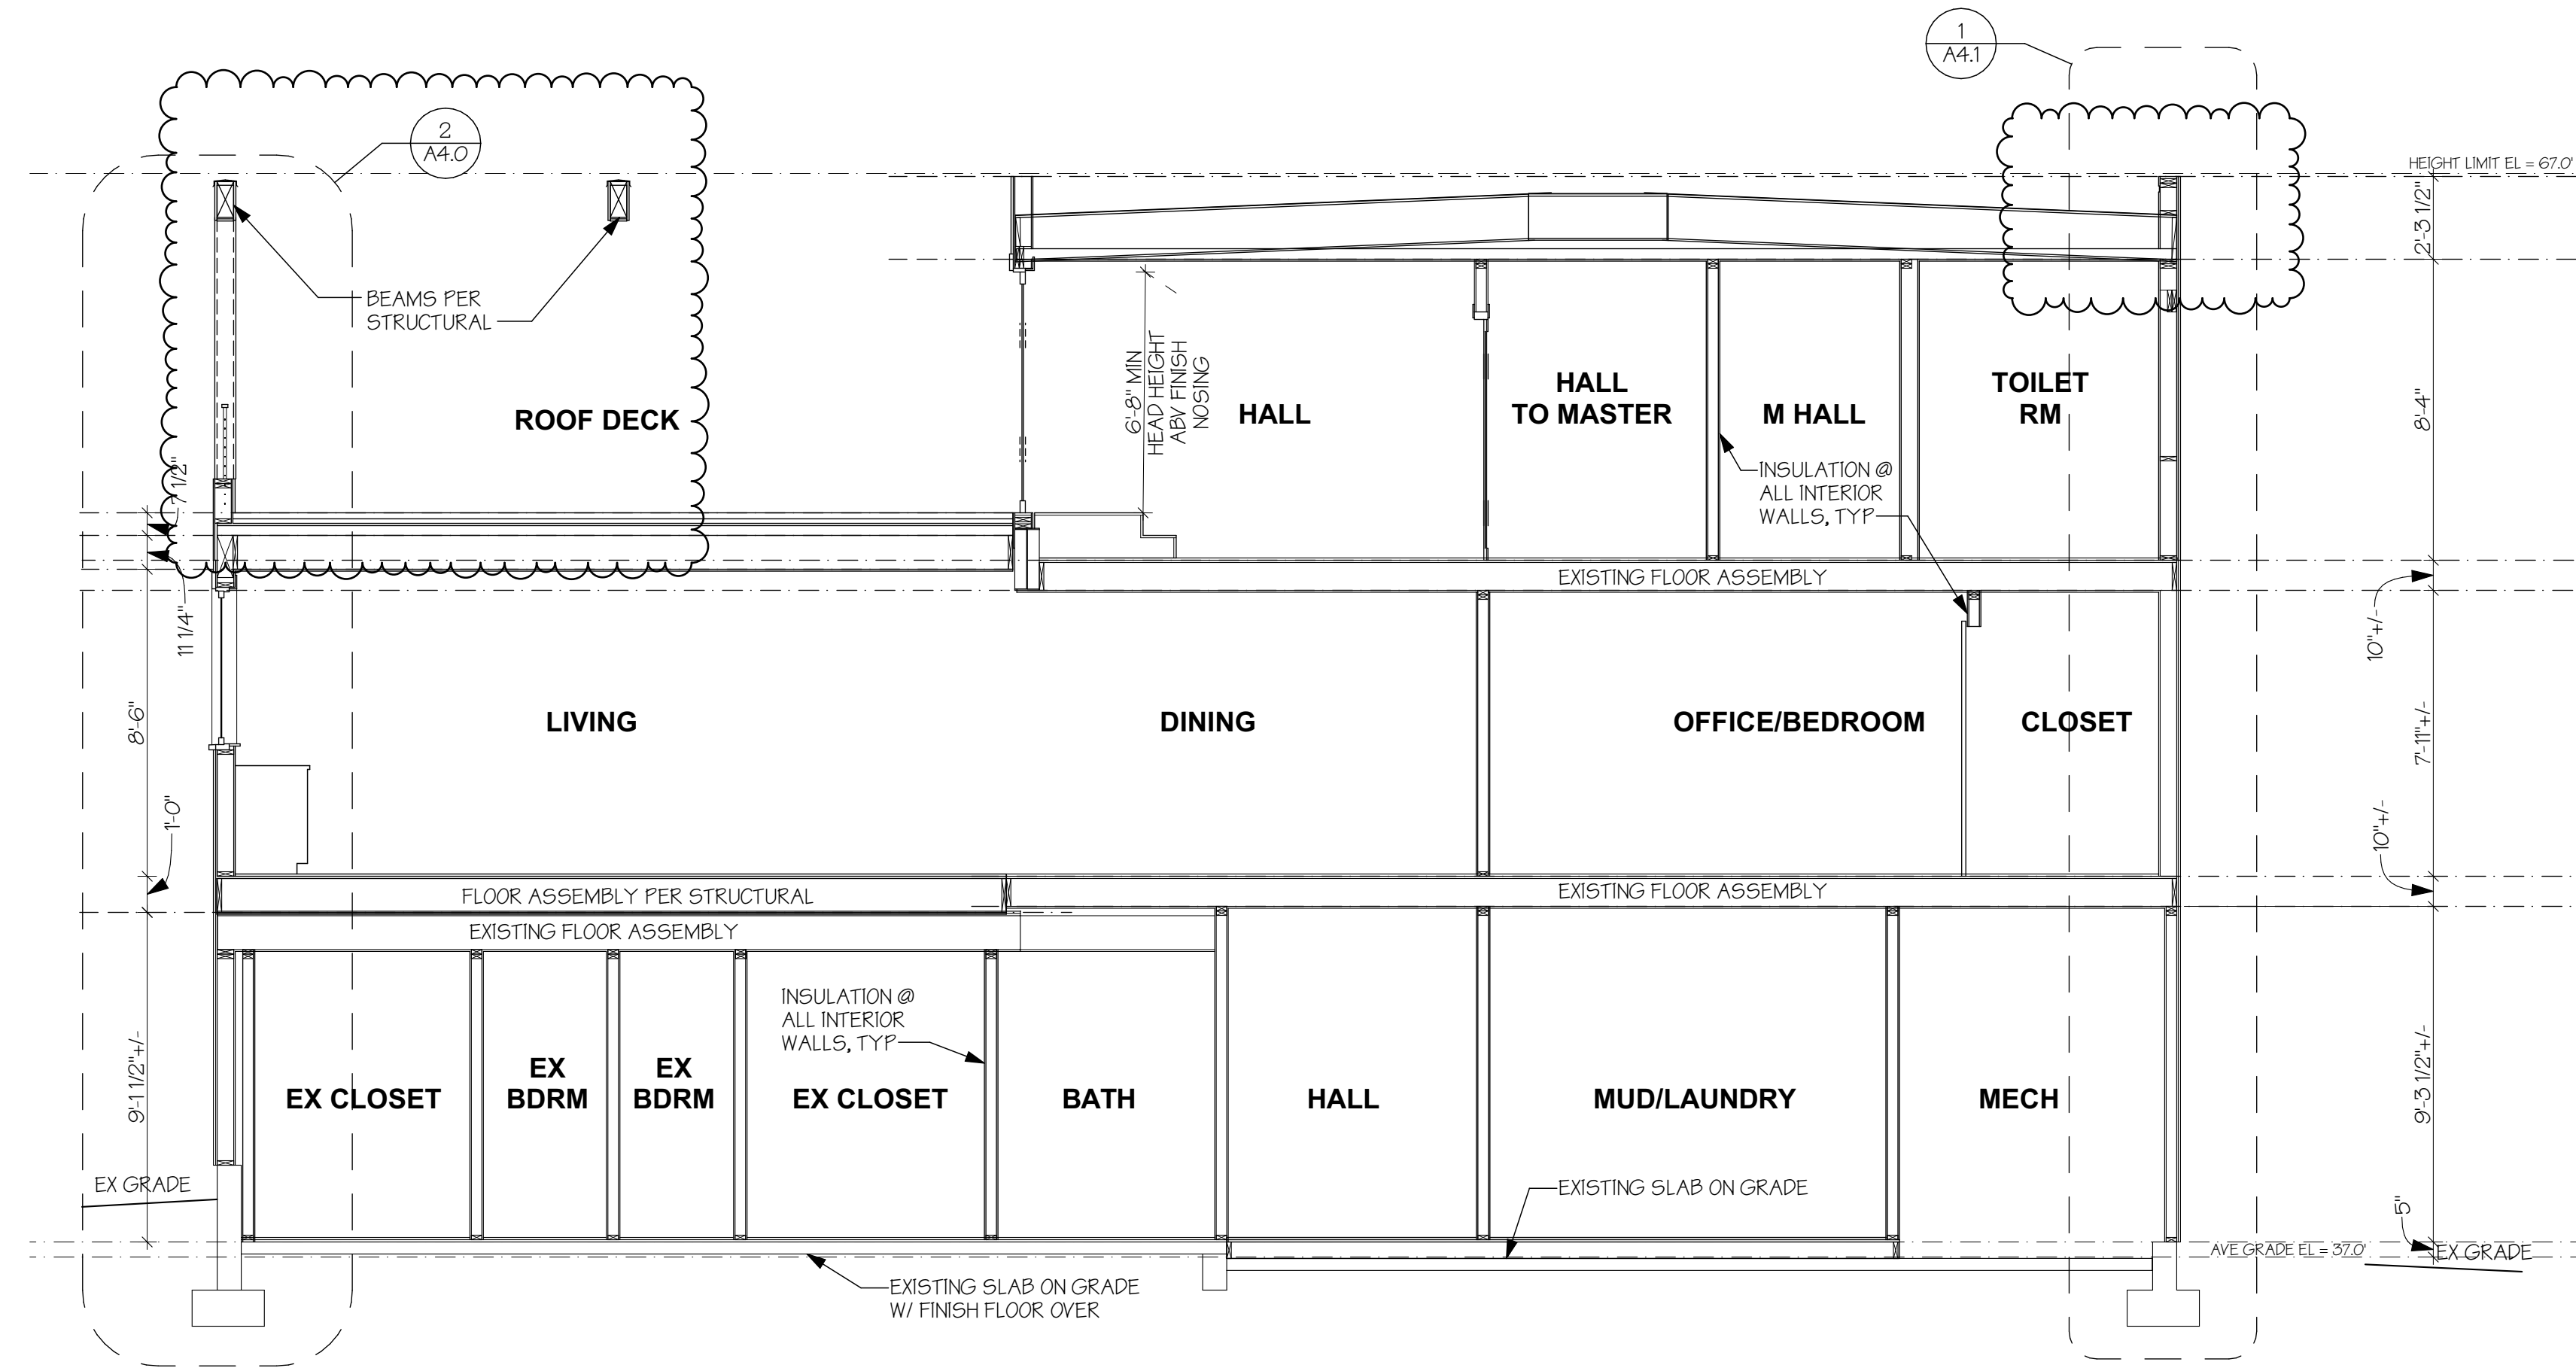 1
A4.1
2
A4.0
HEIGHT LIMIT EL = 67.0'
2'-3 1/2"
BEAMS PER
STRUCTURAL
6'-8" MIN
HEAD HEIGHT
ABV FINISH
NOSING
ROOF DECK
HALL
HALL
TO MASTER
M HALL
TOILET
RM
8'-4"
INSULATION @
ALL INTERIOR
WALLS, TYP
7 1/2"
11 1/4"
EXISTING FLOOR ASSEMBLY
10"+/-
8'-6"
LIVING
DINING
OFFICE/BEDROOM
CLOSET
7'-11"+/-
1'-0"
10"+/-
FLOOR ASSEMBLY PER STRUCTURAL
EXISTING FLOOR ASSEMBLY
EXISTING FLOOR ASSEMBLY
INSULATION @
ALL INTERIOR
WALLS, TYP
9'-1 1/2"+/-
EX CLOSET
EX
BDRM
EX
BDRM
EX CLOSET
BATH
HALL
MUD/LAUNDRY
MECH
9'-3 1/2"+/-
EX GRADE
EXISTING SLAB ON GRADE
5"
AVE GRADE EL = 37.0'
EX GRADE
EXISTING SLAB ON GRADE
W/ FINISH FLOOR OVER